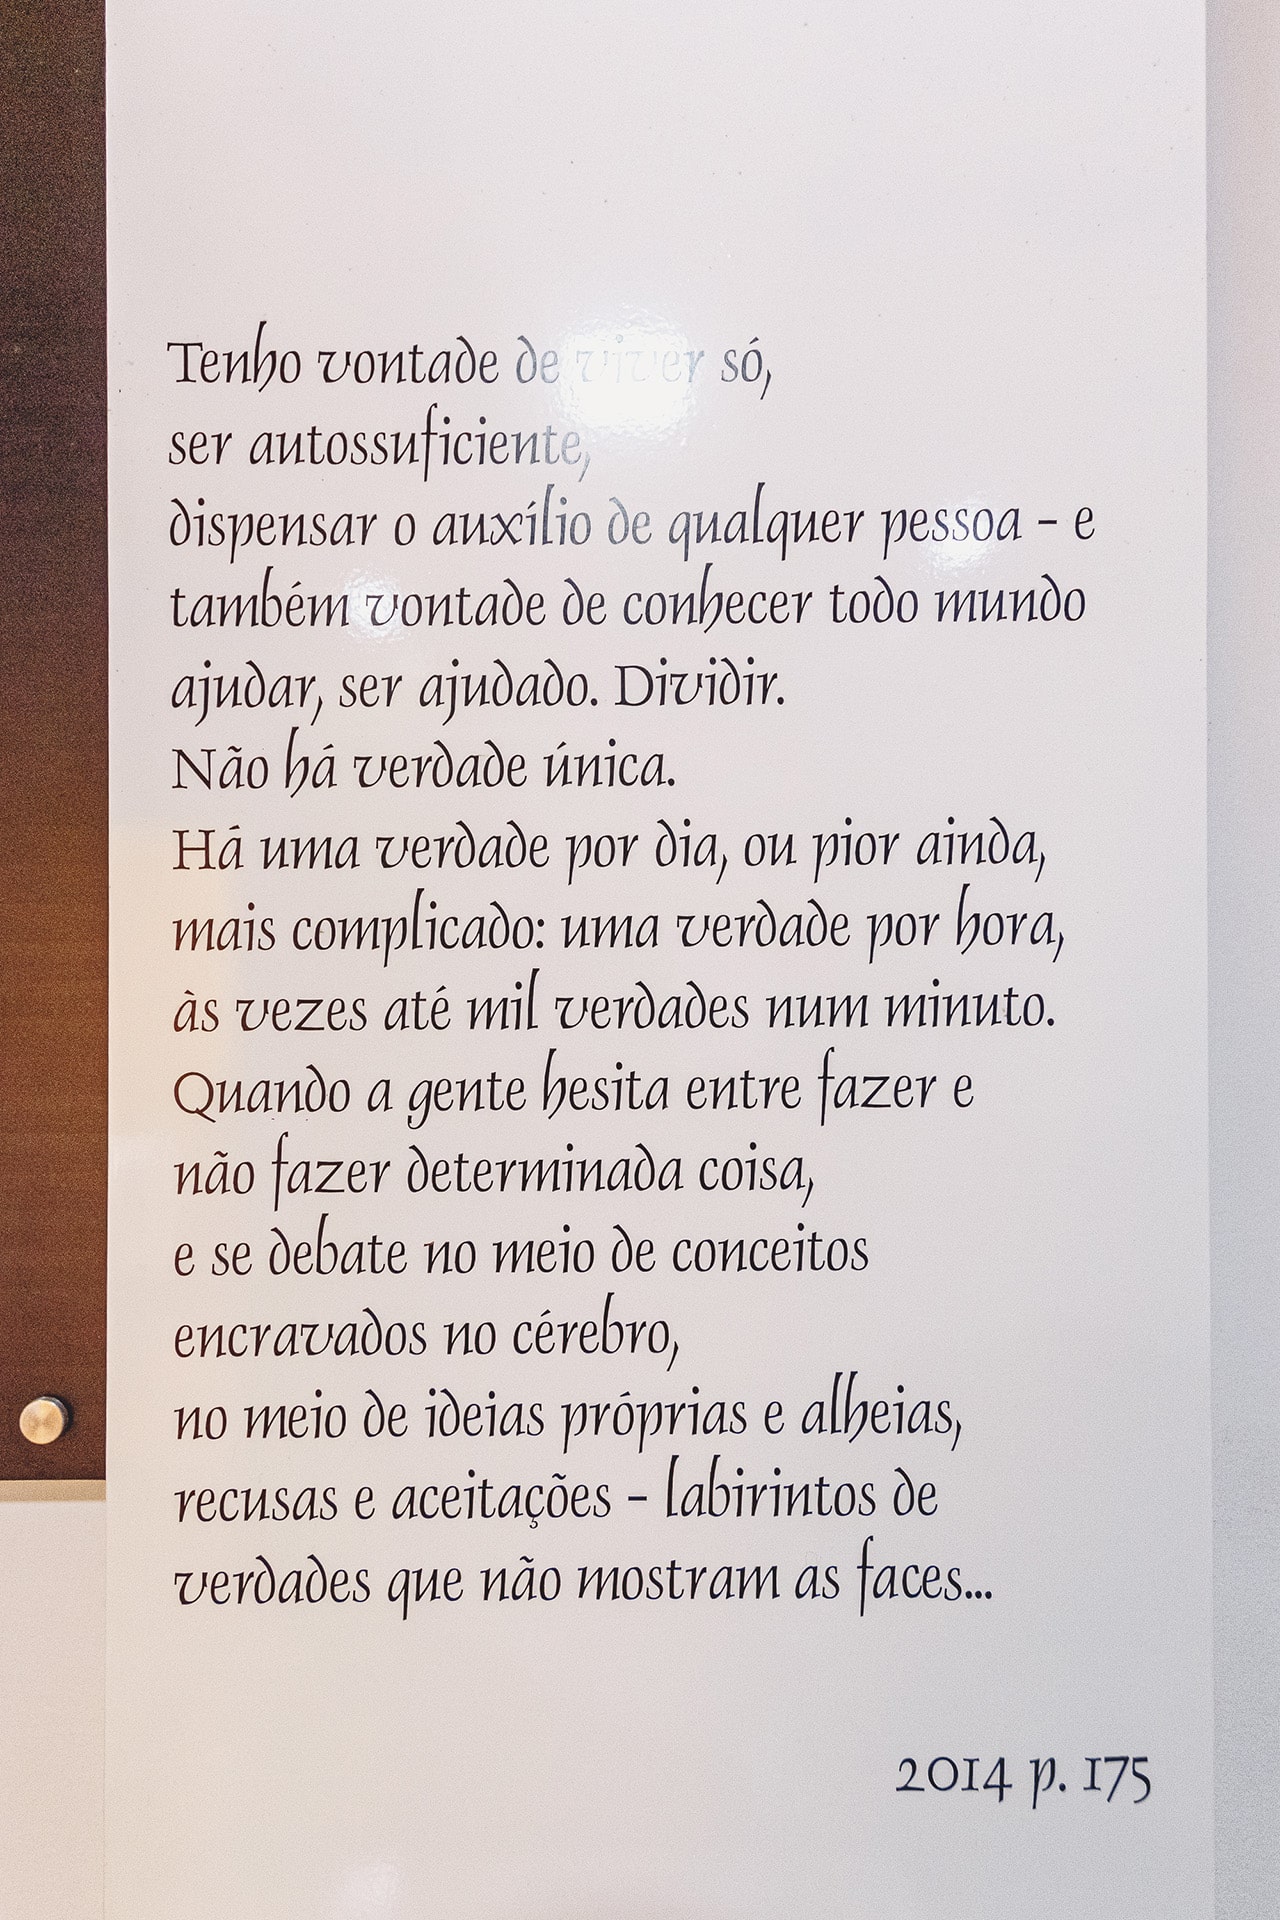 Tenho vontade de viver só,
ser autossuficiente,
dispensar o auxílio de qualquer pessoa – e
também vontade de conhecer todo mundo
ajudar, ser ajudado. Dividir.
Não há verdade única.
Há uma verdade por dia, ou pior ainda,
mais complicado: uma verdade por hora,
às vezes até mil verdades num minuto.
Quando a gente hesita entre fazer e
não fazer determinada coisa,
e se debate no meio de conceitos
encravados no cérebro,
no meio de ideias próprias e alheias,
recusas e aceitações – labirintos de
verdades que não mostram as faces...
2014 p. 175